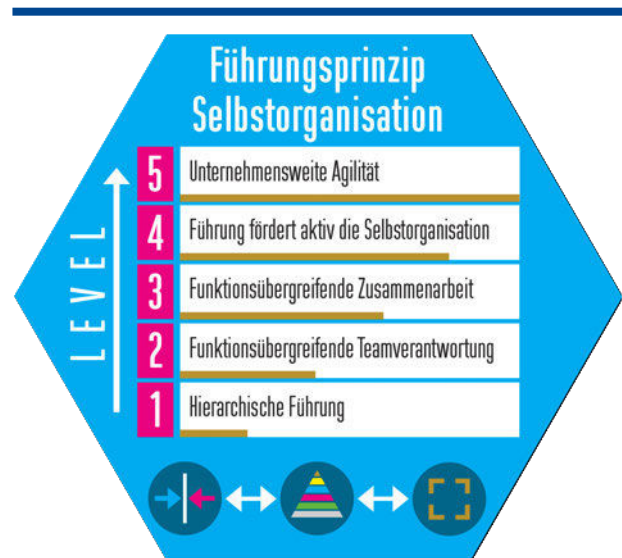 Führungsprinzip
Selbstorganisation
LEVEL
5 Unternehmensweite Agilität
4 Führung fördert aktiv die Selbstorganisation
3 Funktionsübergreifende Zusammenarbeit
2 Funktionsübergreifende Teamverantwortung
1 Hierarchische Führung